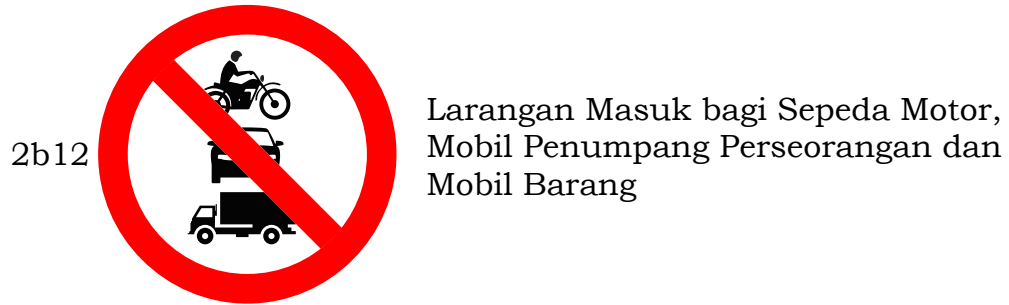 2b12
Larangan Masuk bagi Sepeda Motor,
Mobil Penumpang Perseorangan dan
Mobil Barang